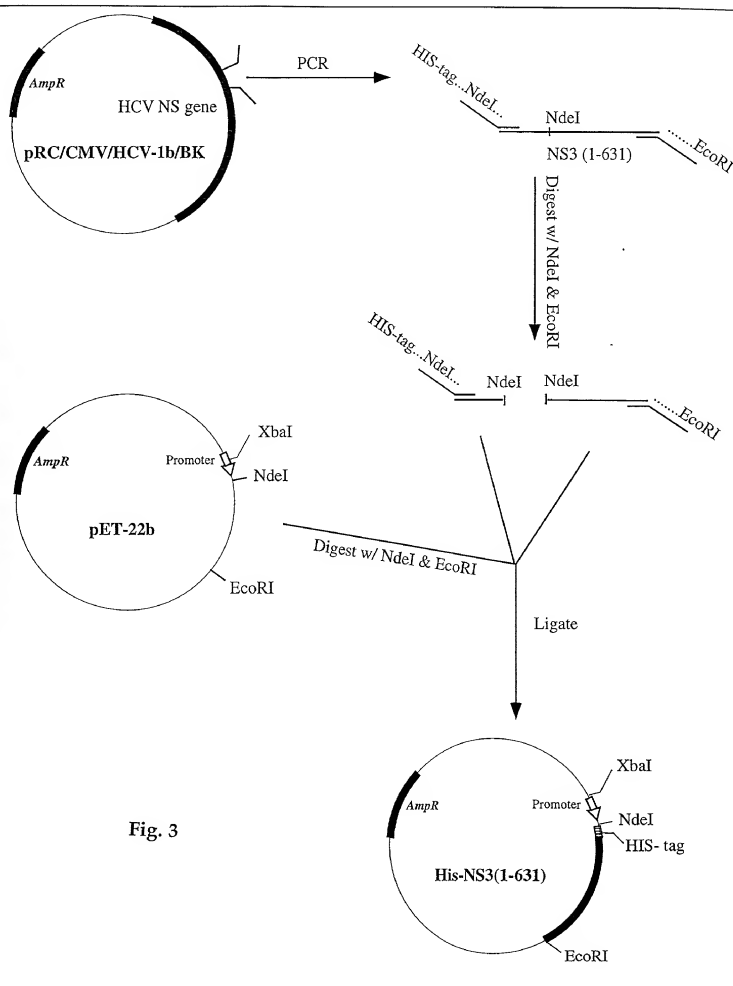 AmpR
HCV NS gene
pRC/CMV/HCV-1b/BK
PCR
HIS-tag...NdeI...
NdeI
NS3 (1-631)
.......EcoRI
Digest w/ NdeI & EcoRI
HIS-tag...NdeI...
NdeI
NdeI
.......EcoRI
AmpR
Promoter
XbaI
NdeI
pET-22b
EcoRI
Digest w/ NdeI & EcoRI
Ligate
Fig. 3
AmpR
Promoter
XbaI
NdeI
HIS- tag
His-NS3(1-631)
EcoRI